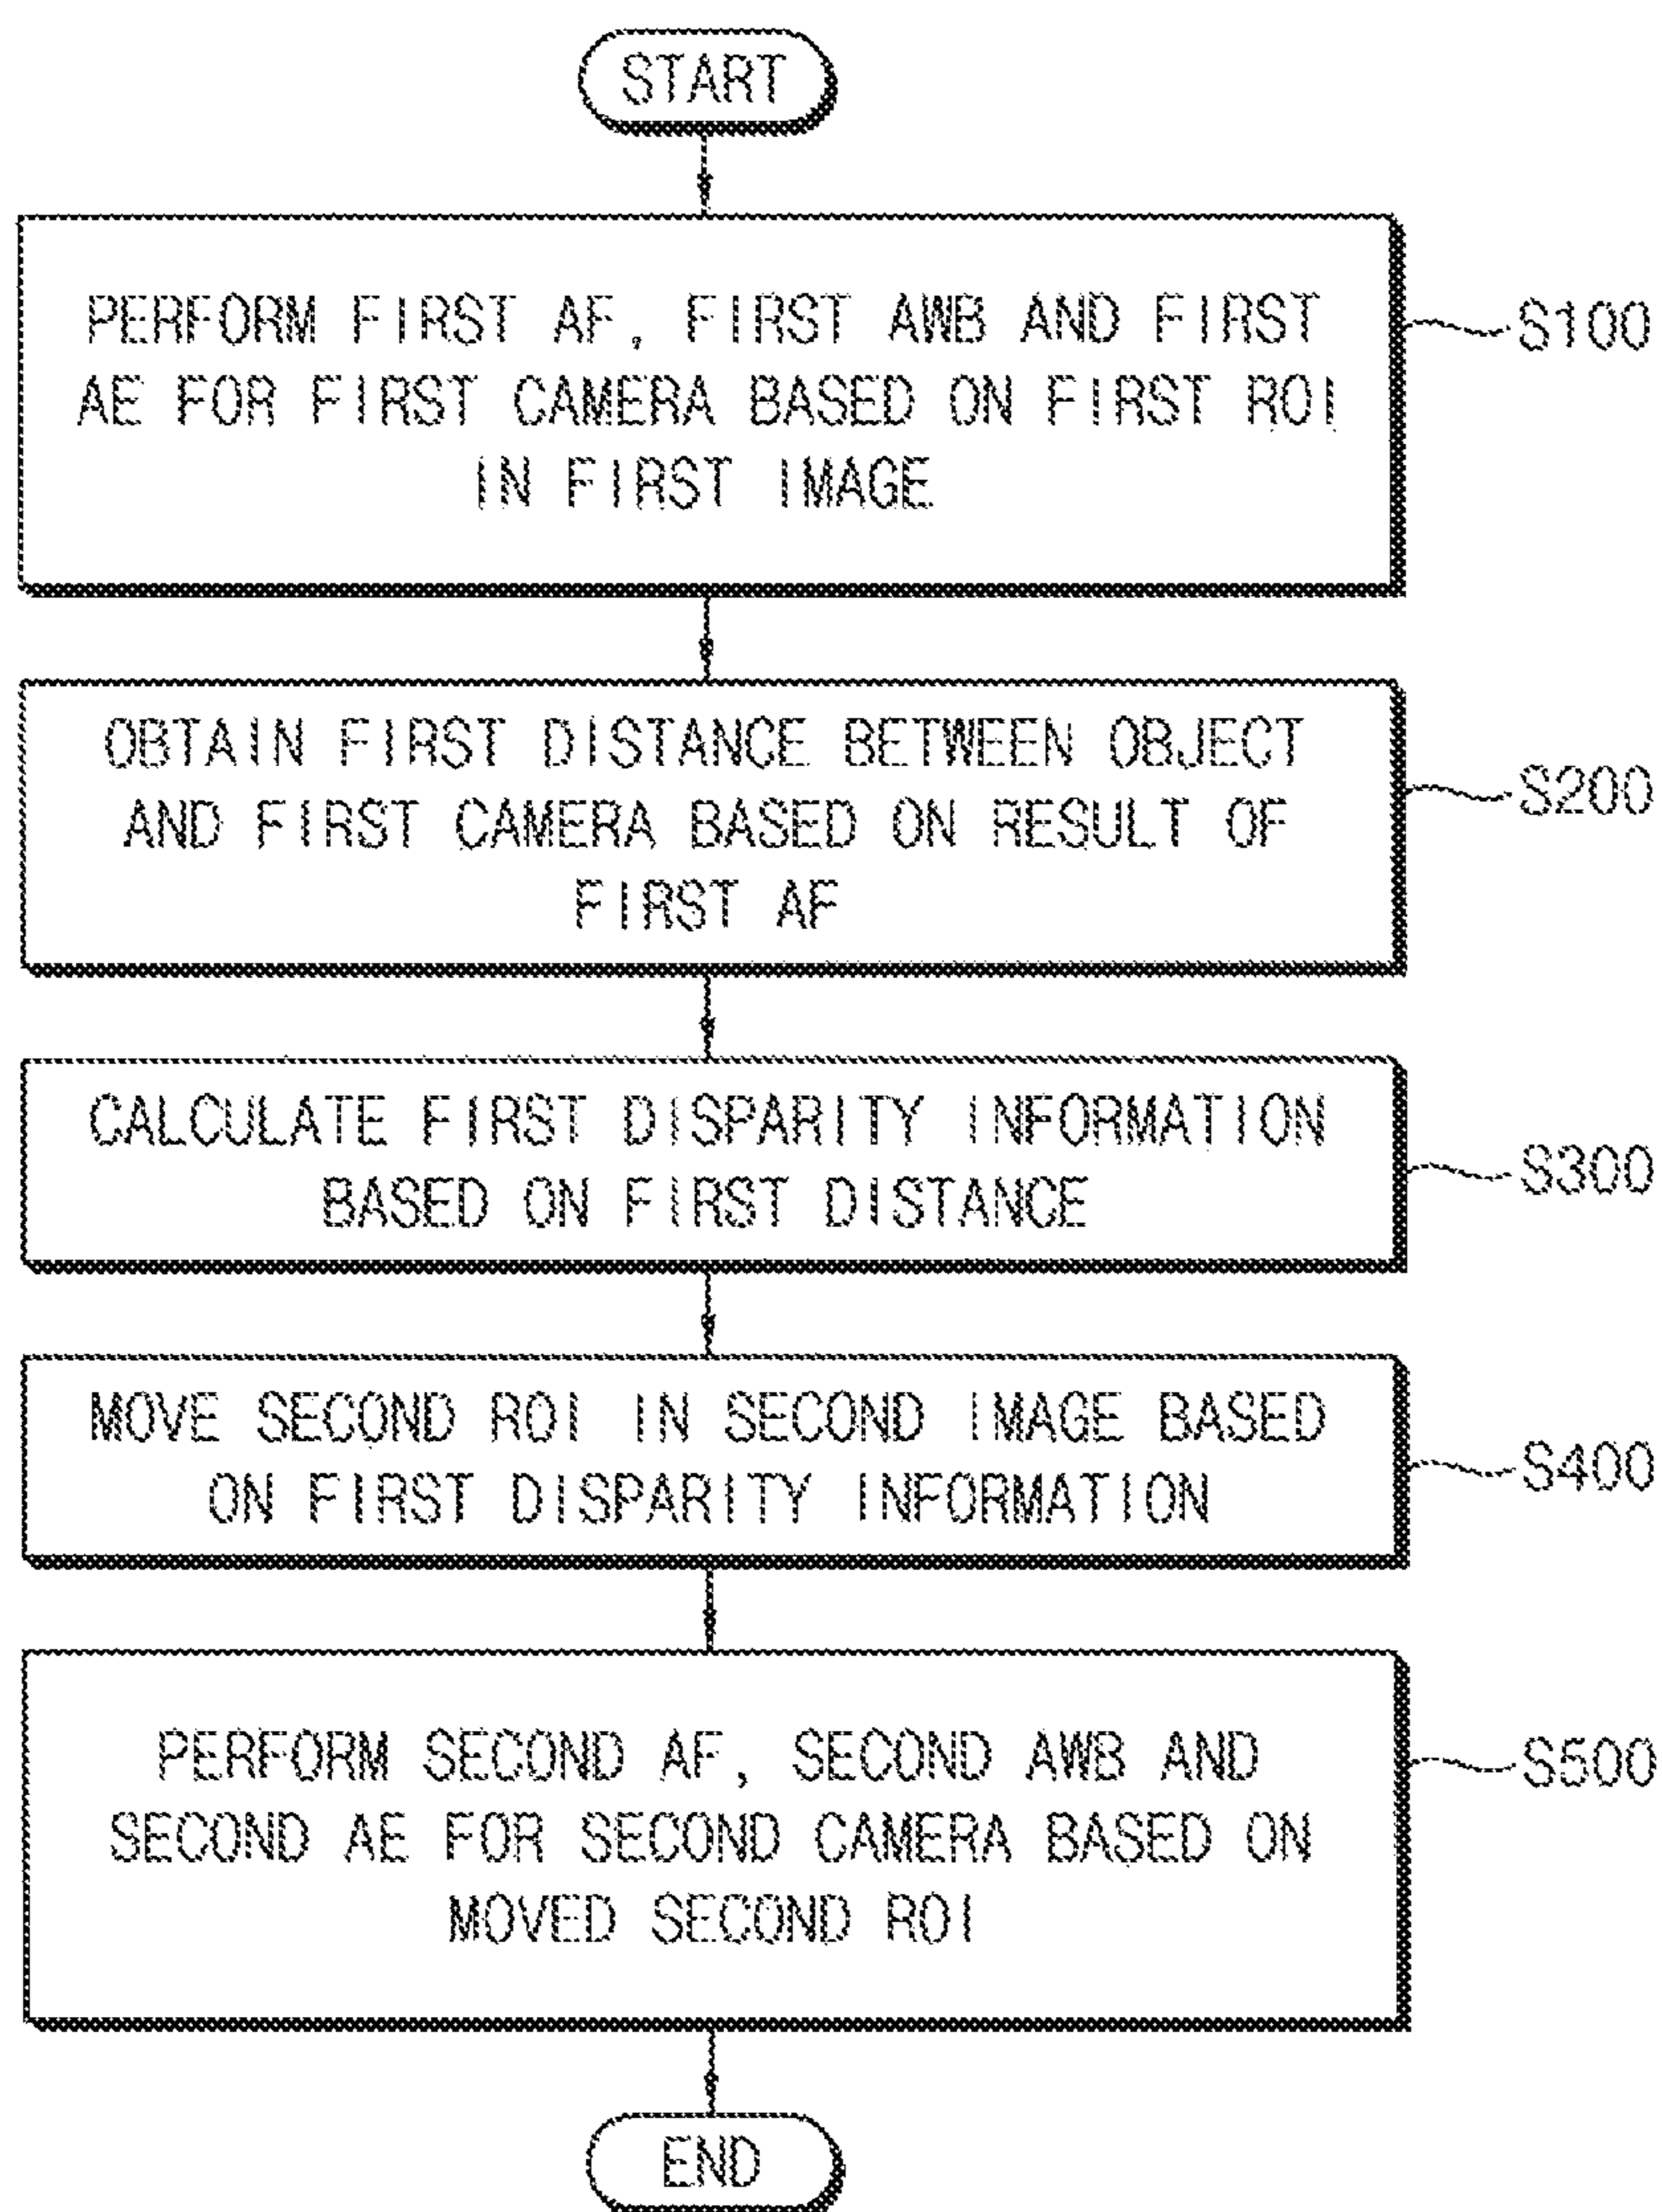 START
PERFORM FIRST AF, FIRST AWB AND FIRST
AE FOR FIRST CAMERA BASED ON FIRST ROI
IN FIRST IMAGE
S100
OBTAIN FIRST DISTANCE BETWEEN OBJECT
AND FIRST CAMERA BASED ON RESULT OF
FIRST AF
S200
CALCULATE FIRST DISPARITY INFORMATION
BASED ON FIRST DISTANCE
S300
MOVE SECOND ROI IN SECOND IMAGE BASED
ON FIRST DISPARITY INFORMATION
S400
PERFORM SECOND AF, SECOND AWB AND
SECOND AE FOR SECOND CAMERA BASED ON
MOVED SECOND ROI
S500
END